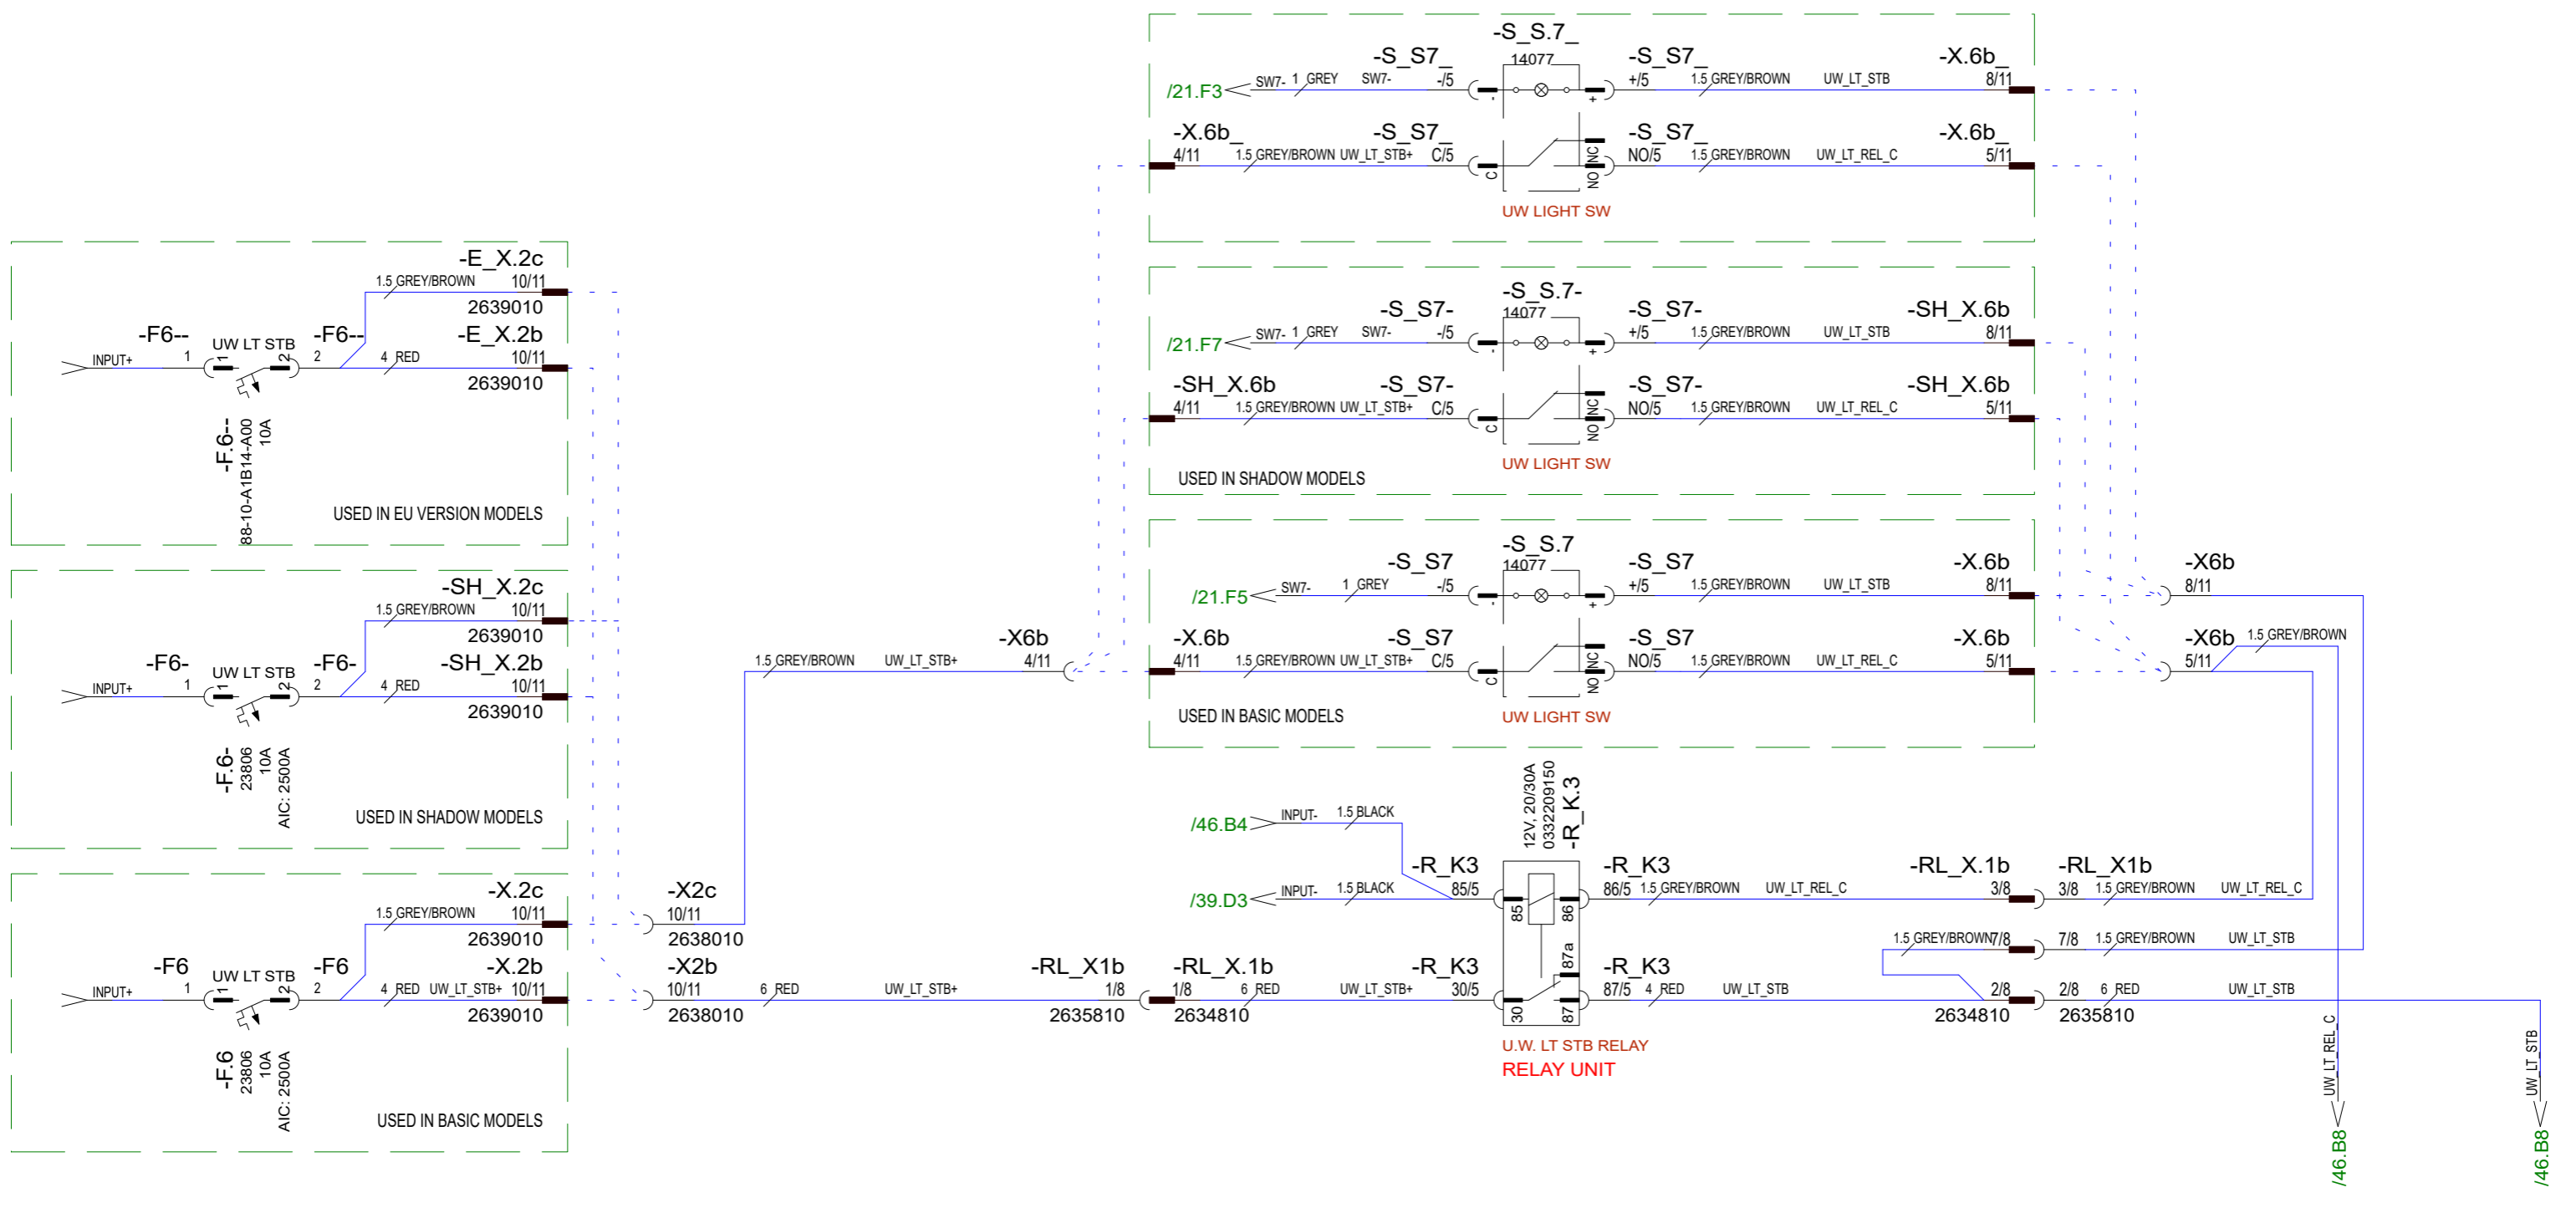 -E_X.2c
1.5 GREY/BROWN 10/11
2639010
-F6-- UW LT STB -F6-- -E_X.2b
INPUT+ 1 1 2 2 4 RED 10/11
2639010
-F.6--
88-10-A1B14-A00
10A
USED IN EU VERSION MODELS
-SH_X.2c
1.5 GREY/BROWN 10/11
2639010
-F6- UW LT STB -F6- -SH_X.2b
INPUT+ 1 1 2 2 4 RED 10/11
2639010
-F.6-
23806
10A
AIC: 2500A
USED IN SHADOW MODELS
-X.2c
1.5 GREY/BROWN 10/11
2639010
-F6 UW LT STB -F6 -X.2b
INPUT+ 1 1 2 2 4 RED UW_LT_STB+ 10/11
2639010
-F.6
23806
10A
AIC: 2500A
USED IN BASIC MODELS
-X2c
10/11
2638010
-X2b
10/11 6 RED UW_LT_STB+
2638010
1.5 GREY/BROWN UW_LT_STB+ 4/11
-X6b
-RL_X1b
1/8
2635810
-S_S.7_
14077
-S_S7_ -S_S7_ -X.6b_
/21.F3 SW7- 1 GREY SW7- -/5 - + +/5 1.5 GREY/BROWN UW_LT_STB 8/11
-X.6b_ -S_S7_ -S_S7_ -X.6b_
4/11 1.5 GREY/BROWN UW_LT_STB+ C/5 C NO NC NO/5 1.5 GREY/BROWN UW_LT_REL_C 5/11
UW LIGHT SW
-S_S.7-
14077
-S_S7- -S_S7- -SH_X.6b
/21.F7 SW7- 1 GREY SW7- -/5 - + +/5 1.5 GREY/BROWN UW_LT_STB 8/11
-SH_X.6b -S_S7- -S_S7- -SH_X.6b
4/11 1.5 GREY/BROWN UW_LT_STB+ C/5 C NO NC NO/5 1.5 GREY/BROWN UW_LT_REL_C 5/11
UW LIGHT SW
USED IN SHADOW MODELS
-S_S.7
14077
-S_S7 -S_S7 -X.6b
/21.F5 SW7- 1 GREY -/5 - + +/5 1.5 GREY/BROWN UW_LT_STB 8/11
-X.6b -S_S7 -S_S7 -X.6b
4/11 1.5 GREY/BROWN UW_LT_STB+ C/5 C NO NC NO/5 1.5 GREY/BROWN UW_LT_REL_C 5/11
UW LIGHT SW
USED IN BASIC MODELS
-X6b
8/11
-X6b 1.5 GREY/BROWN
5/11
12V, 20/30A
0332209150
-R_K.3
/46.B4 INPUT- 1.5 BLACK
-R_K3 -R_K3 -RL_X.1b -RL_X1b
/39.D3 INPUT- 1.5 BLACK 85/5 85 86 86/5 1.5 GREY/BROWN UW_LT_REL_C 3/8 3/8 1.5 GREY/BROWN UW_LT_REL_C
1.5 GREY/BROWN 7/8 7/8 1.5 GREY/BROWN UW_LT_STB
-RL_X.1b -R_K3 87a -R_K3
1/8 6 RED UW_LT_STB+ 30/5 30 87 87/5 4 RED UW_LT_STB 2/8 2/8 6 RED UW_LT_STB
2634810 2634810 2635810
U.W. LT STB RELAY
RELAY UNIT
UW_LT_REL_C
/46.B8
UW_LT_STB
/46.B8